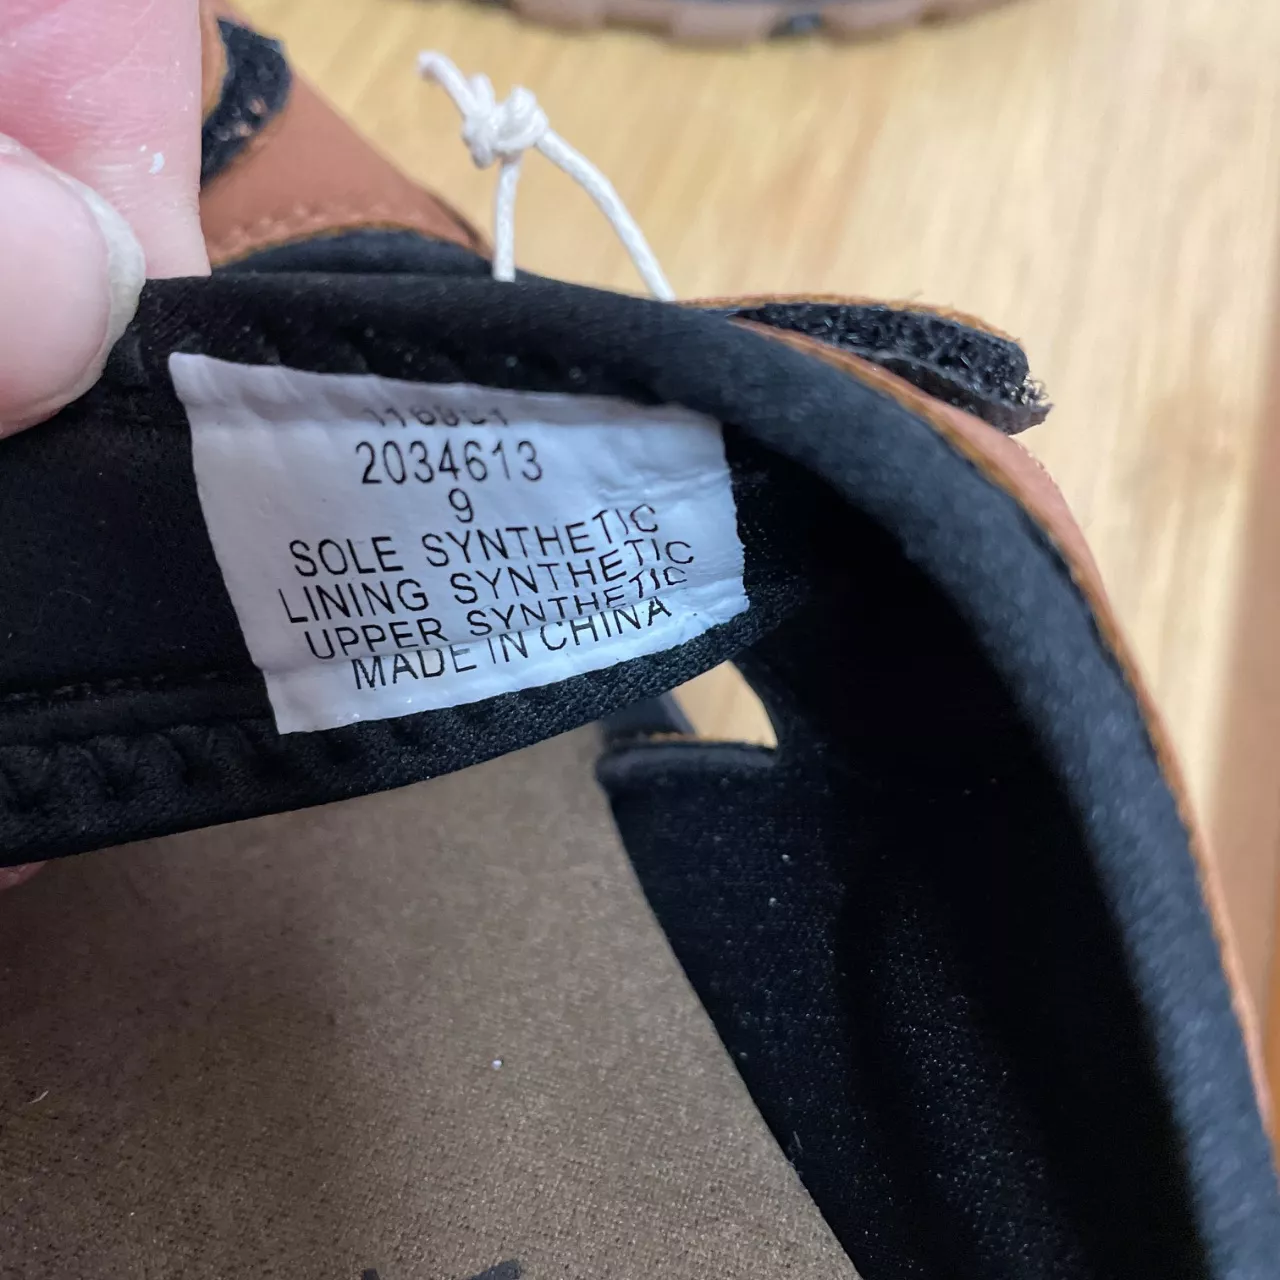 2034613
9
SOLE SYNTHETIC
LINING SYNTHETIC
UPPER SYNTHETIC
MADE IN CHINA